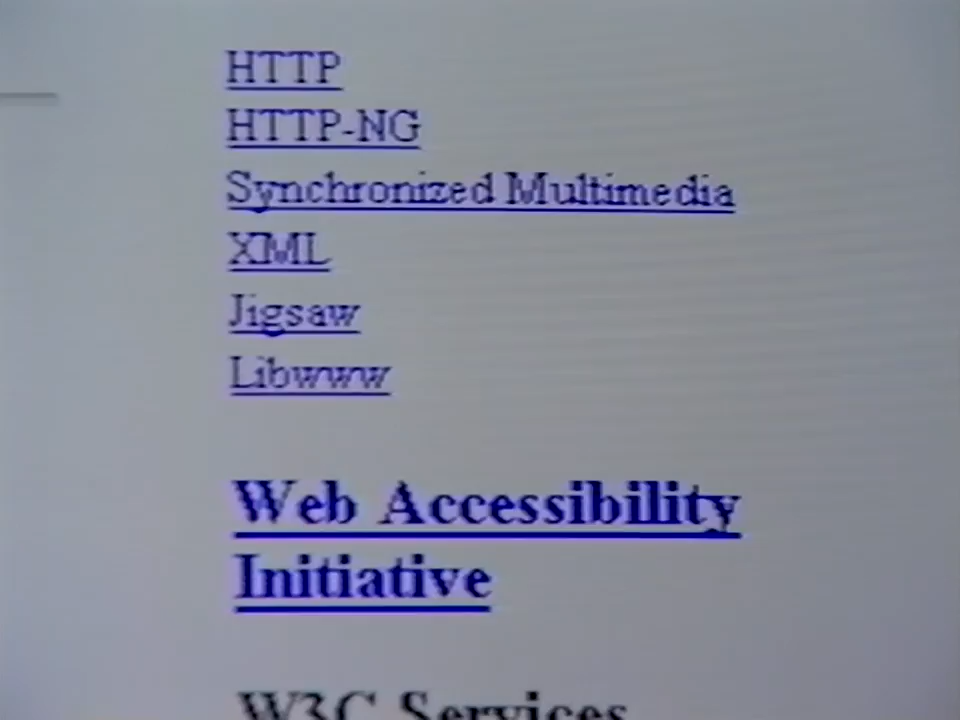 HTTP
HTTP-NG
Synchronized Multimedia
XML
Jigsaw
Libwww
Web Accessibility
Initiative
W3C Services